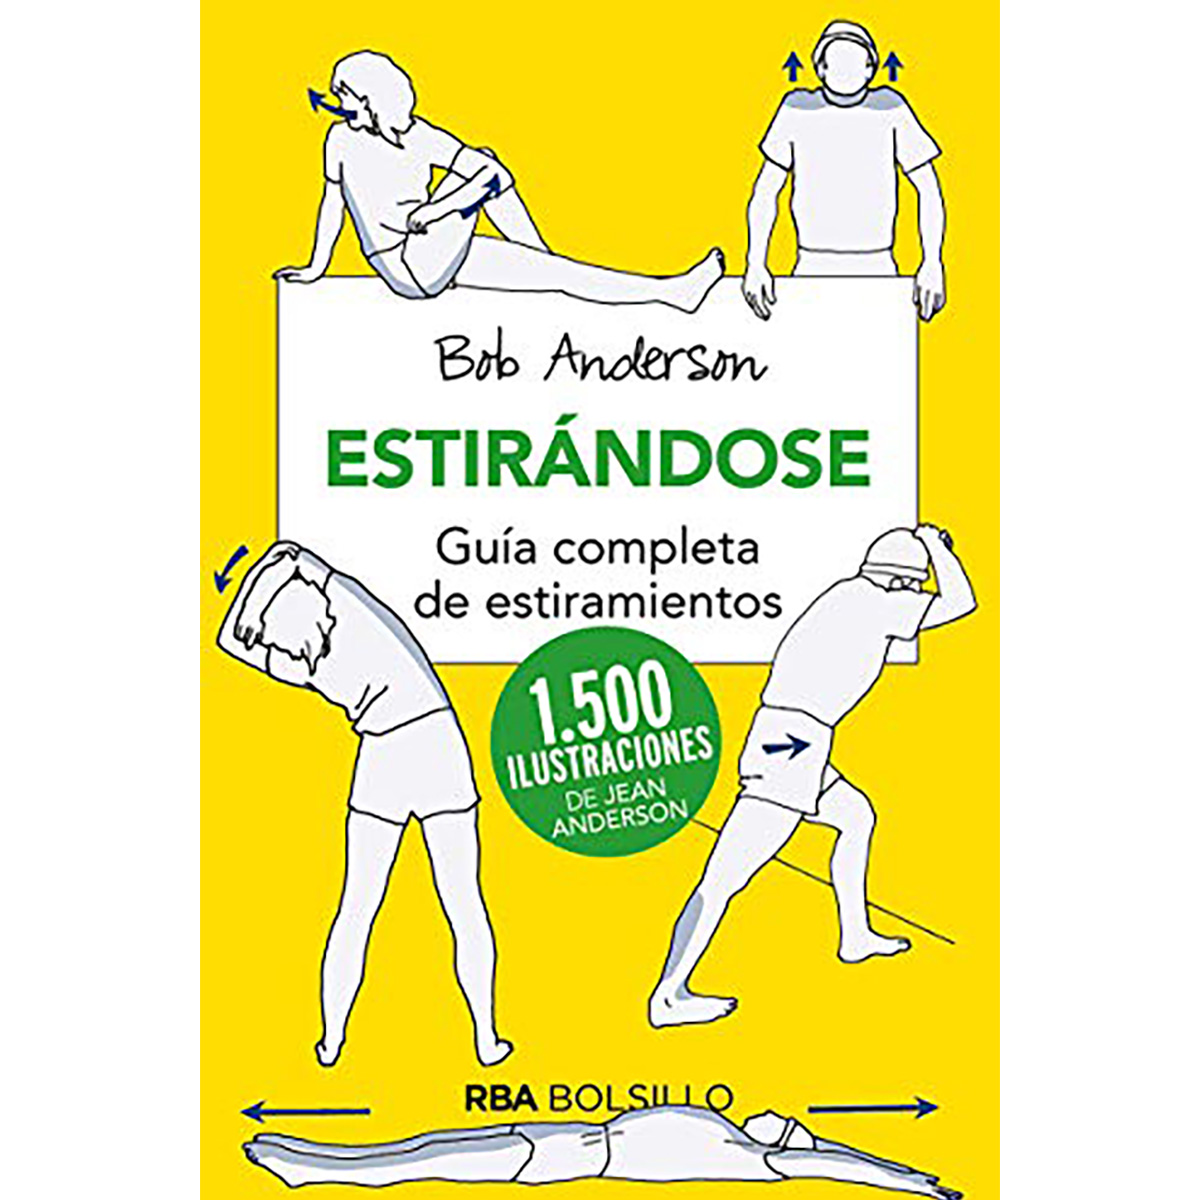 Bob Anderson
ESTIRÁNDOSE
Guía completa
de estiramientos
1.500
ILUSTRACIONES
DE JEAN
ANDERSON
RBA BOLSILLO